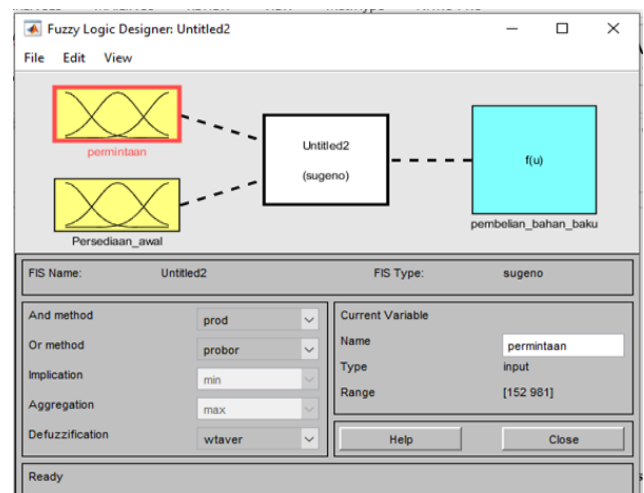 Fuzzy Logic Designer: Untitled2
File Edit View
permintaan
Persediaan_awal
Untitled2
(sugeno)
f(u)
pembelian_bahan_baku
FIS Name: Untitled2 FIS Type: sugeno
And method prod
Or method probor
Implication min
Aggregation max
Defuzzification wtaver
Current Variable
Name permintaan
Type input
Range [152 981]
Help Close
Ready